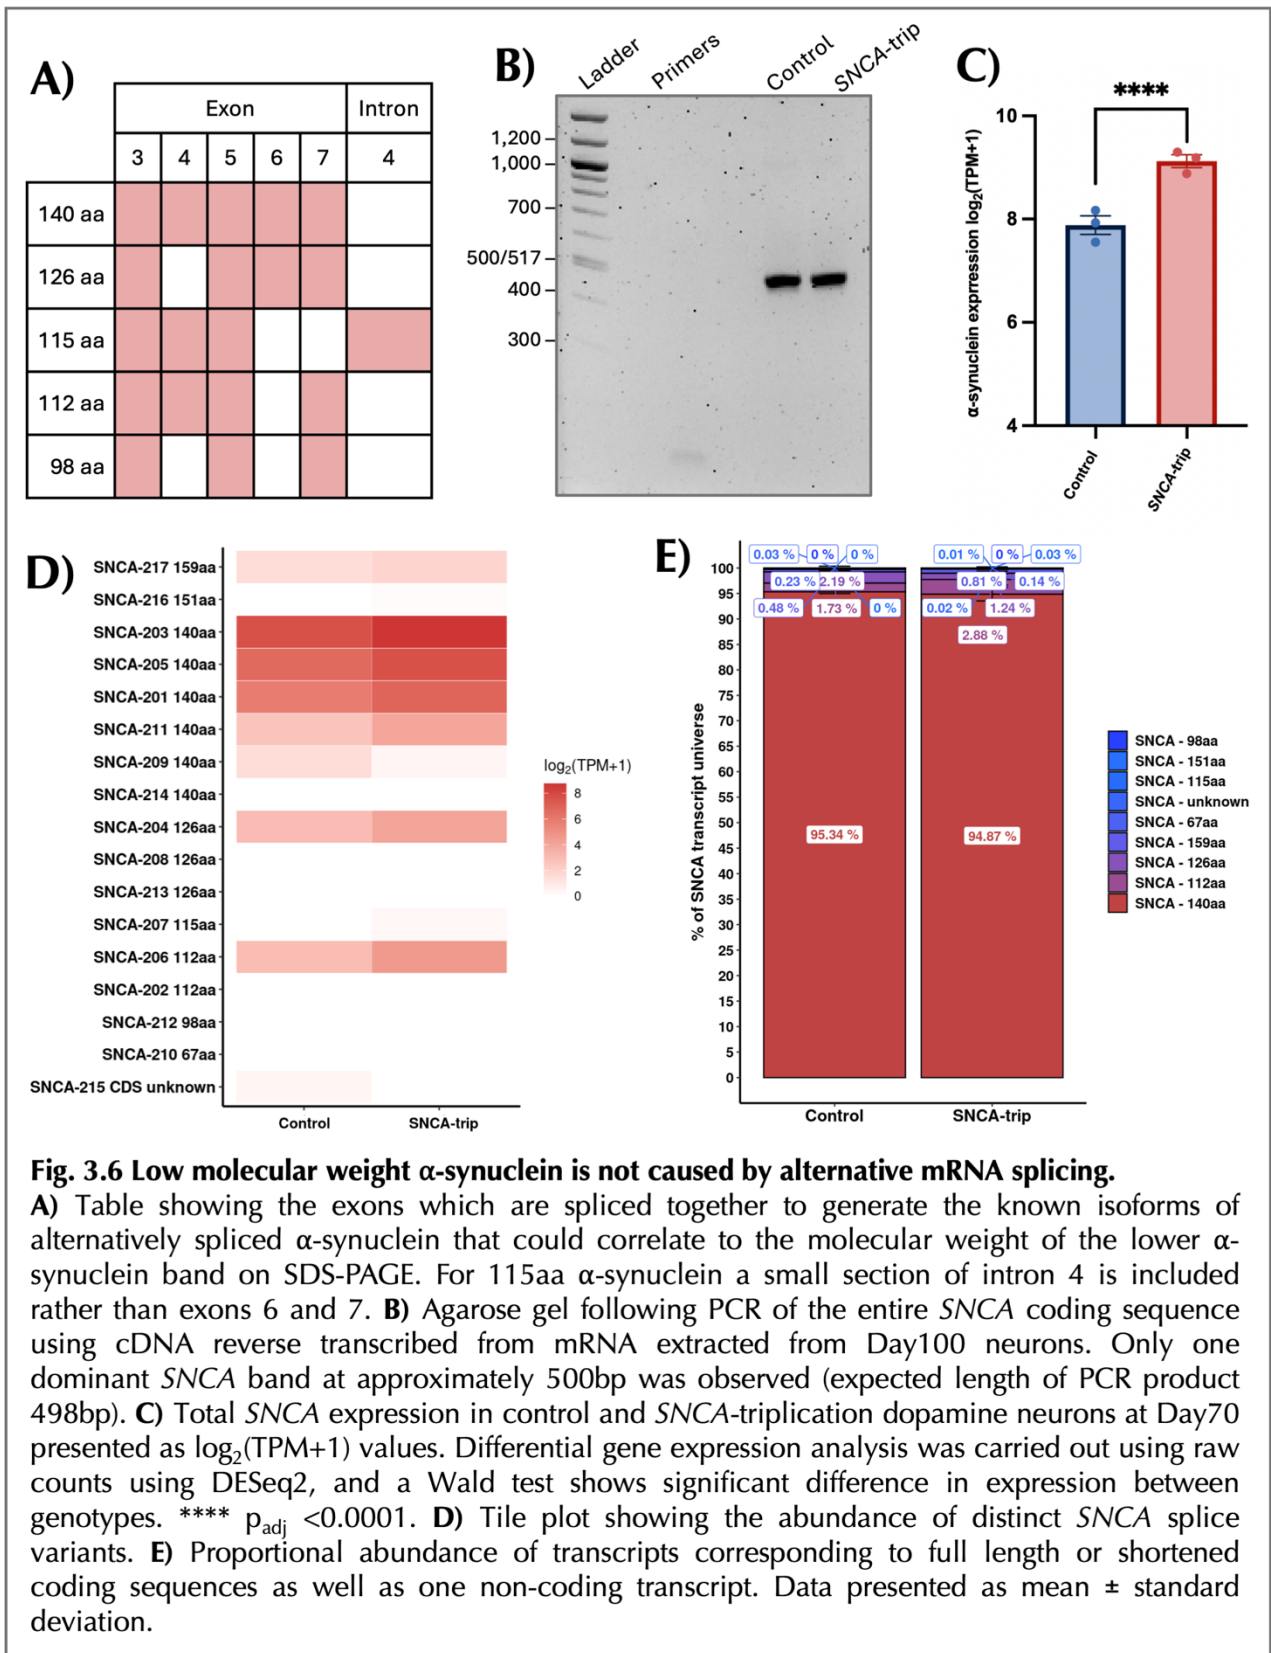 A)
Exon Intron
3 4 5 6 7 4
140 aa
126 aa
115 aa
112 aa
98 aa
B)
Ladder Primers Control SNCA-trip
1,200
1,000
700
500/517
400
300
C)
****
α-synuclein exprression log2(TPM+1)
10
8
6
4
Control SNCA-trip
D)
SNCA-217 159aa
SNCA-216 151aa
SNCA-203 140aa
SNCA-205 140aa
SNCA-201 140aa
SNCA-211 140aa
SNCA-209 140aa
SNCA-214 140aa
SNCA-204 126aa
SNCA-208 126aa
SNCA-213 126aa
SNCA-207 115aa
SNCA-206 112aa
SNCA-202 112aa
SNCA-212 98aa
SNCA-210 67aa
SNCA-215 CDS unknown
Control SNCA-trip
log2(TPM+1)
8
6
4
2
0
E)
% of SNCA transcript universe
100
95
90
85
80
75
70
65
60
55
50
45
40
35
30
25
20
15
10
5
0
0.03 % 0 % 0 %
0.23 % 2.19 %
0.48 % 1.73 % 0 %
95.34 %
0.01 % 0 % 0.03 %
0.81 % 0.14 %
0.02 % 1.24 %
2.88 %
94.87 %
Control SNCA-trip
SNCA - 98aa
SNCA - 151aa
SNCA - 115aa
SNCA - unknown
SNCA - 67aa
SNCA - 159aa
SNCA - 126aa
SNCA - 112aa
SNCA - 140aa
Fig. 3.6 Low molecular weight α-synuclein is not caused by alternative mRNA splicing.
A) Table showing the exons which are spliced together to generate the known isoforms of
alternatively spliced α-synuclein that could correlate to the molecular weight of the lower α-
synuclein band on SDS-PAGE. For 115aa α-synuclein a small section of intron 4 is included
rather than exons 6 and 7. B) Agarose gel following PCR of the entire SNCA coding sequence
using cDNA reverse transcribed from mRNA extracted from Day100 neurons. Only one
dominant SNCA band at approximately 500bp was observed (expected length of PCR product
498bp). C) Total SNCA expression in control and SNCA-triplication dopamine neurons at Day70
presented as log2(TPM+1) values. Differential gene expression analysis was carried out using raw
counts using DESeq2, and a Wald test shows significant difference in expression between
genotypes. **** padj <0.0001. D) Tile plot showing the abundance of distinct SNCA splice
variants. E) Proportional abundance of transcripts corresponding to full length or shortened
coding sequences as well as one non-coding transcript. Data presented as mean ± standard
deviation.